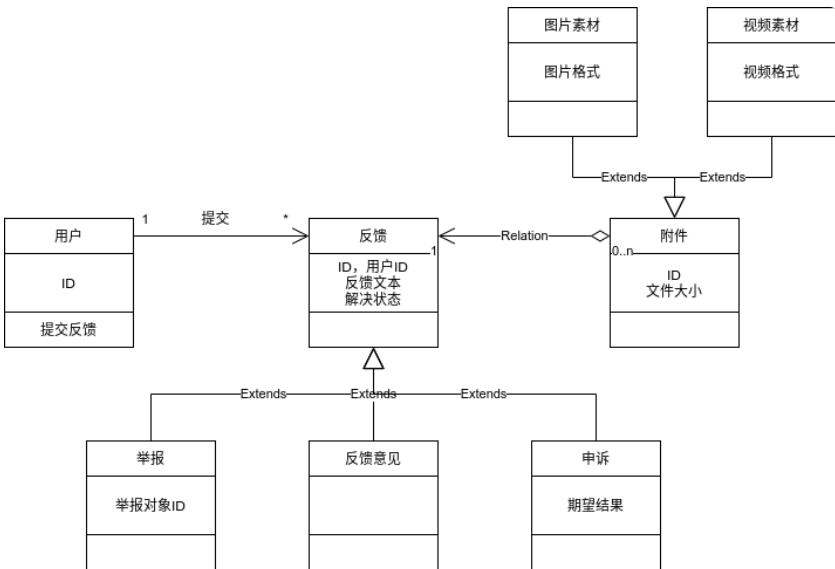 图片素材
图片格式
视频素材
视频格式
Extends
Extends
1
提交
*
用户
ID
提交反馈
反馈
1
ID，用户ID
反馈文本
解决状态
Relation
附件
0..n
ID
文件大小
Extends
Extends
Extends
举报
举报对象ID
反馈意见
申诉
期望结果